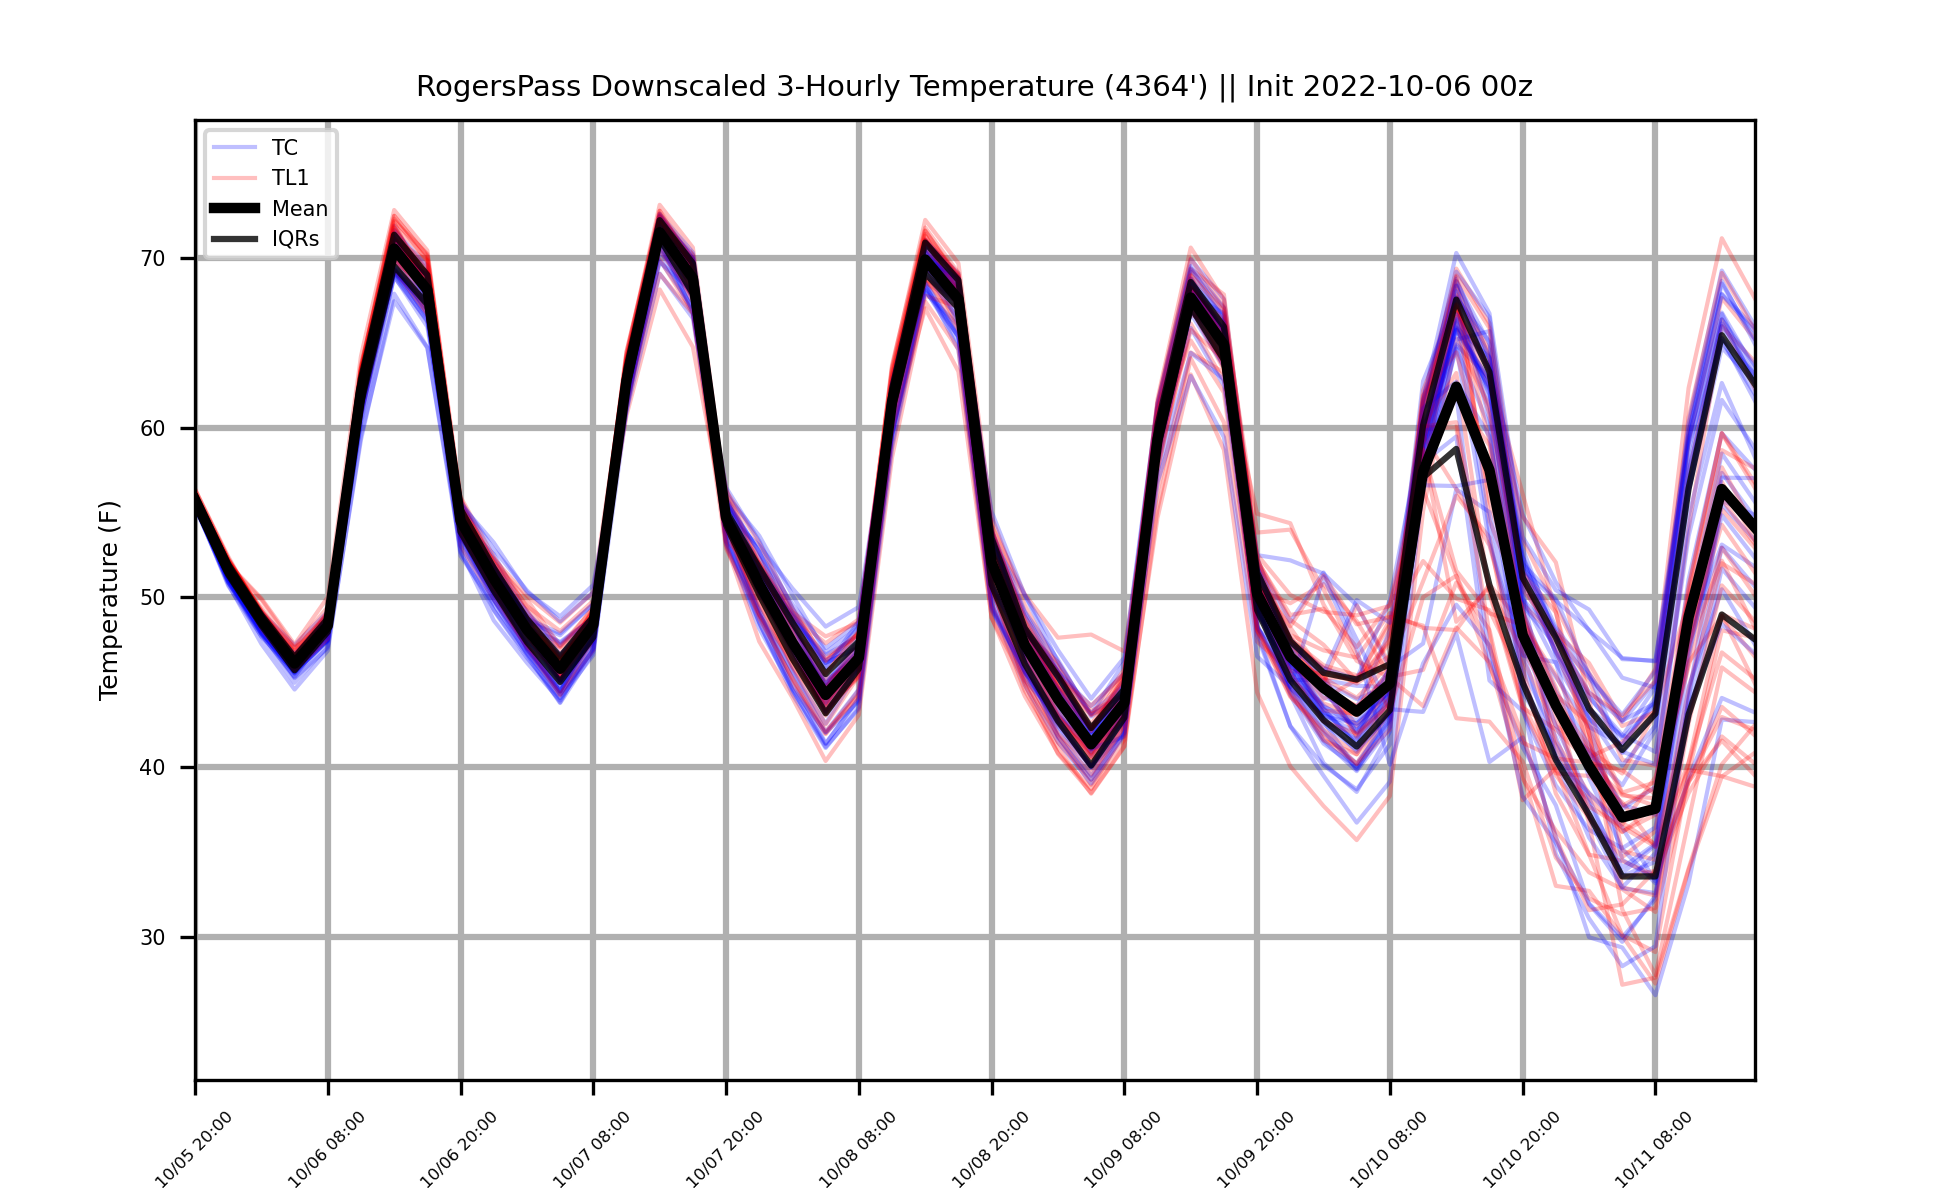 RogersPass Downscaled 3-Hourly Temperature (4364') || Init 2022-10-06 00z
TC
TL1
Mean
IQRs
Temperature (F)
70
60
50
40
30
10/05 20:00
10/06 08:00
10/06 20:00
10/07 08:00
10/07 20:00
10/08 08:00
10/08 20:00
10/09 08:00
10/09 20:00
10/10 08:00
10/10 20:00
10/11 08:00